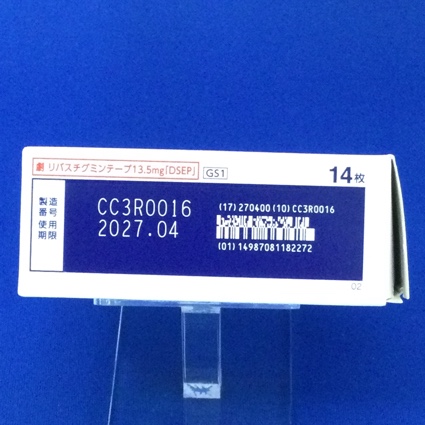 劇 リバスチグミンテープ13.5mg「DSEP」 GS1 14枚
製造番号 CC3R0016
使用期限 2027.04
(17)270400(10)CC3R0016
(01)14987081182272
02